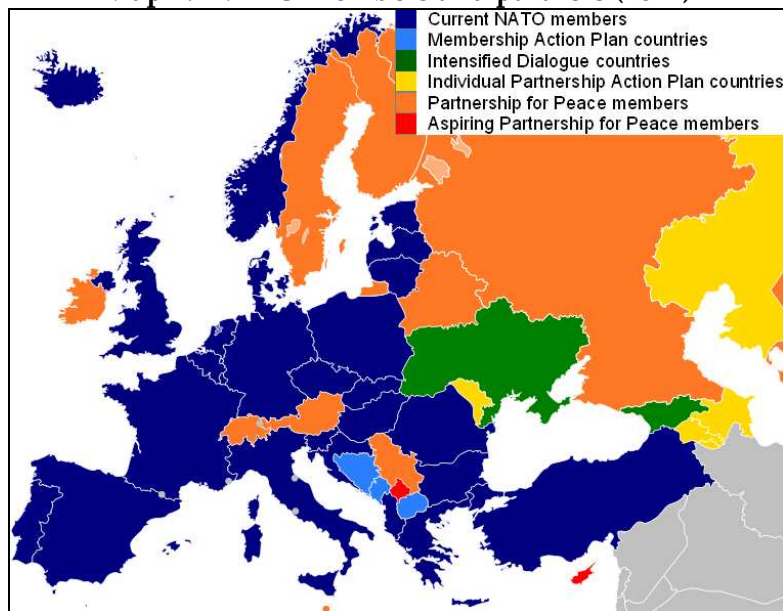 Current NATO members
Membership Action Plan countries
Intensified Dialogue countries
Individual Partnership Action Plan countries
Partnership for Peace members
Aspiring Partnership for Peace members